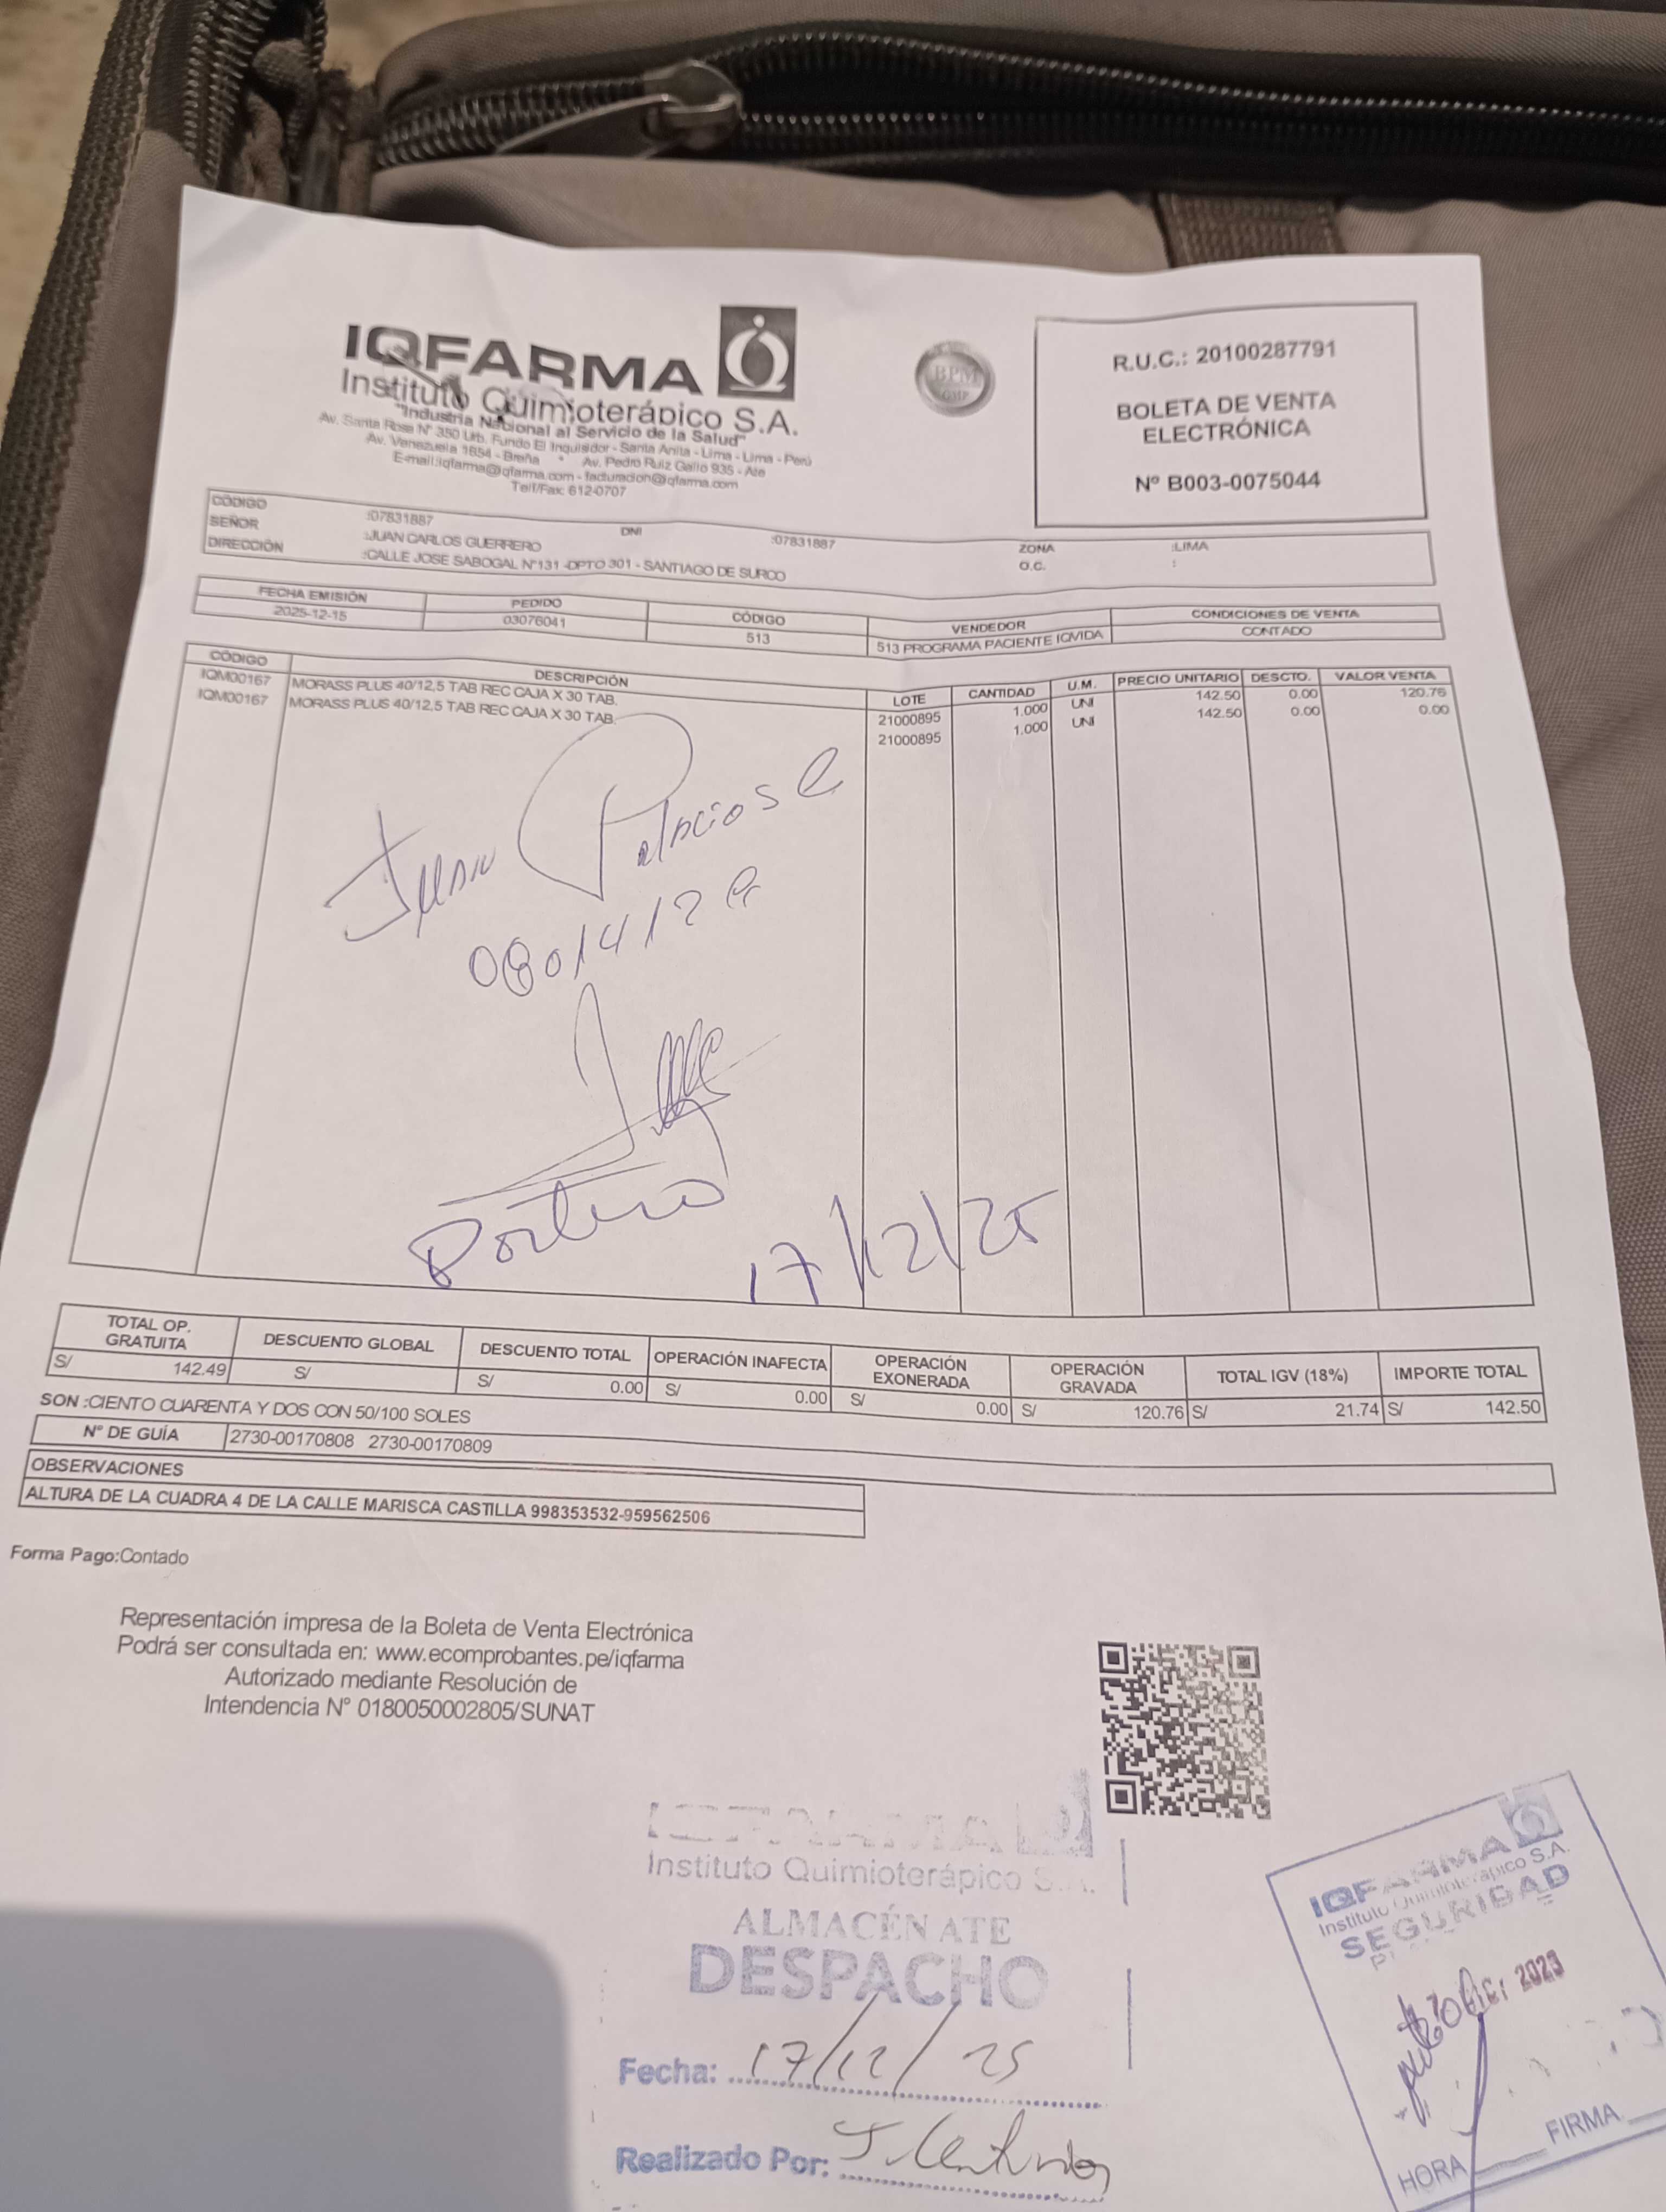 IQFARMA
Instituto Quimioterápico S.A.
"Industria Nacional al Servicio de la Salud"
Av. Santa Rosa N° 350 Urb. Fundo El Inquisidor - Santa Anita - Lima - Lima - Perú
Av. Venezuela 1654 - Breña * Av. Pedro Ruiz Gallo 935 - Ate
E-mail:iqfarma@iqfarma.com - facturacion@iqfarma.com
Telf/Fax: 612-0707
BPM
GMP
R.U.C.: 20100287791
BOLETA DE VENTA
ELECTRÓNICA
Nº B003-0075044
CÓDIGO :07831887 DNI :07831887 ZONA :LIMA
SEÑOR :JUAN CARLOS GUERRERO O.C. :
DIRECCIÓN :CALLE JOSE SABOGAL N°131 -DPTO 301 - SANTIAGO DE SURCO
FECHA EMISIÓN PEDIDO CÓDIGO VENDEDOR CONDICIONES DE VENTA
2025-12-15 03076041 513 513 PROGRAMA PACIENTE IQVIDA CONTADO
CÓDIGO DESCRIPCIÓN LOTE CANTIDAD U.M. PRECIO UNITARIO DESCTO. VALOR VENTA
IQM00167 MORASS PLUS 40/12,5 TAB REC CAJA X 30 TAB. 21000895 1.000 UNI 142.50 0.00 120.76
IQM00167 MORASS PLUS 40/12,5 TAB REC CAJA X 30 TAB. 21000895 1.000 UNI 142.50 0.00 0.00
Juan Palacios
Portero 17/12/25
TOTAL OP. GRATUITA DESCUENTO GLOBAL DESCUENTO TOTAL OPERACIÓN INAFECTA OPERACIÓN EXONERADA OPERACIÓN GRAVADA TOTAL IGV (18%) IMPORTE TOTAL
S/ 142.49 S/ S/ 0.00 S/ 0.00 S/ 0.00 S/ 120.76 S/ 21.74 S/ 142.50
SON :CIENTO CUARENTA Y DOS CON 50/100 SOLES
N° DE GUÍA 2730-00170808 2730-00170809
OBSERVACIONES
ALTURA DE LA CUADRA 4 DE LA CALLE MARISCA CASTILLA 998353532-959562506
Forma Pago:Contado
Representación impresa de la Boleta de Venta Electrónica
Podrá ser consultada en: www.ecomprobantes.pe/iqfarma
Autorizado mediante Resolución de
Intendencia N° 0180050002805/SUNAT
Instituto Quimioterápico S.A.
ALMACÉN ATE
DESPACHO
Fecha: 17/12/25
Realizado Por:
IQFARMA
Instituto Quimioterápico S.A.
SEGURIDAD
HORA FIRMA